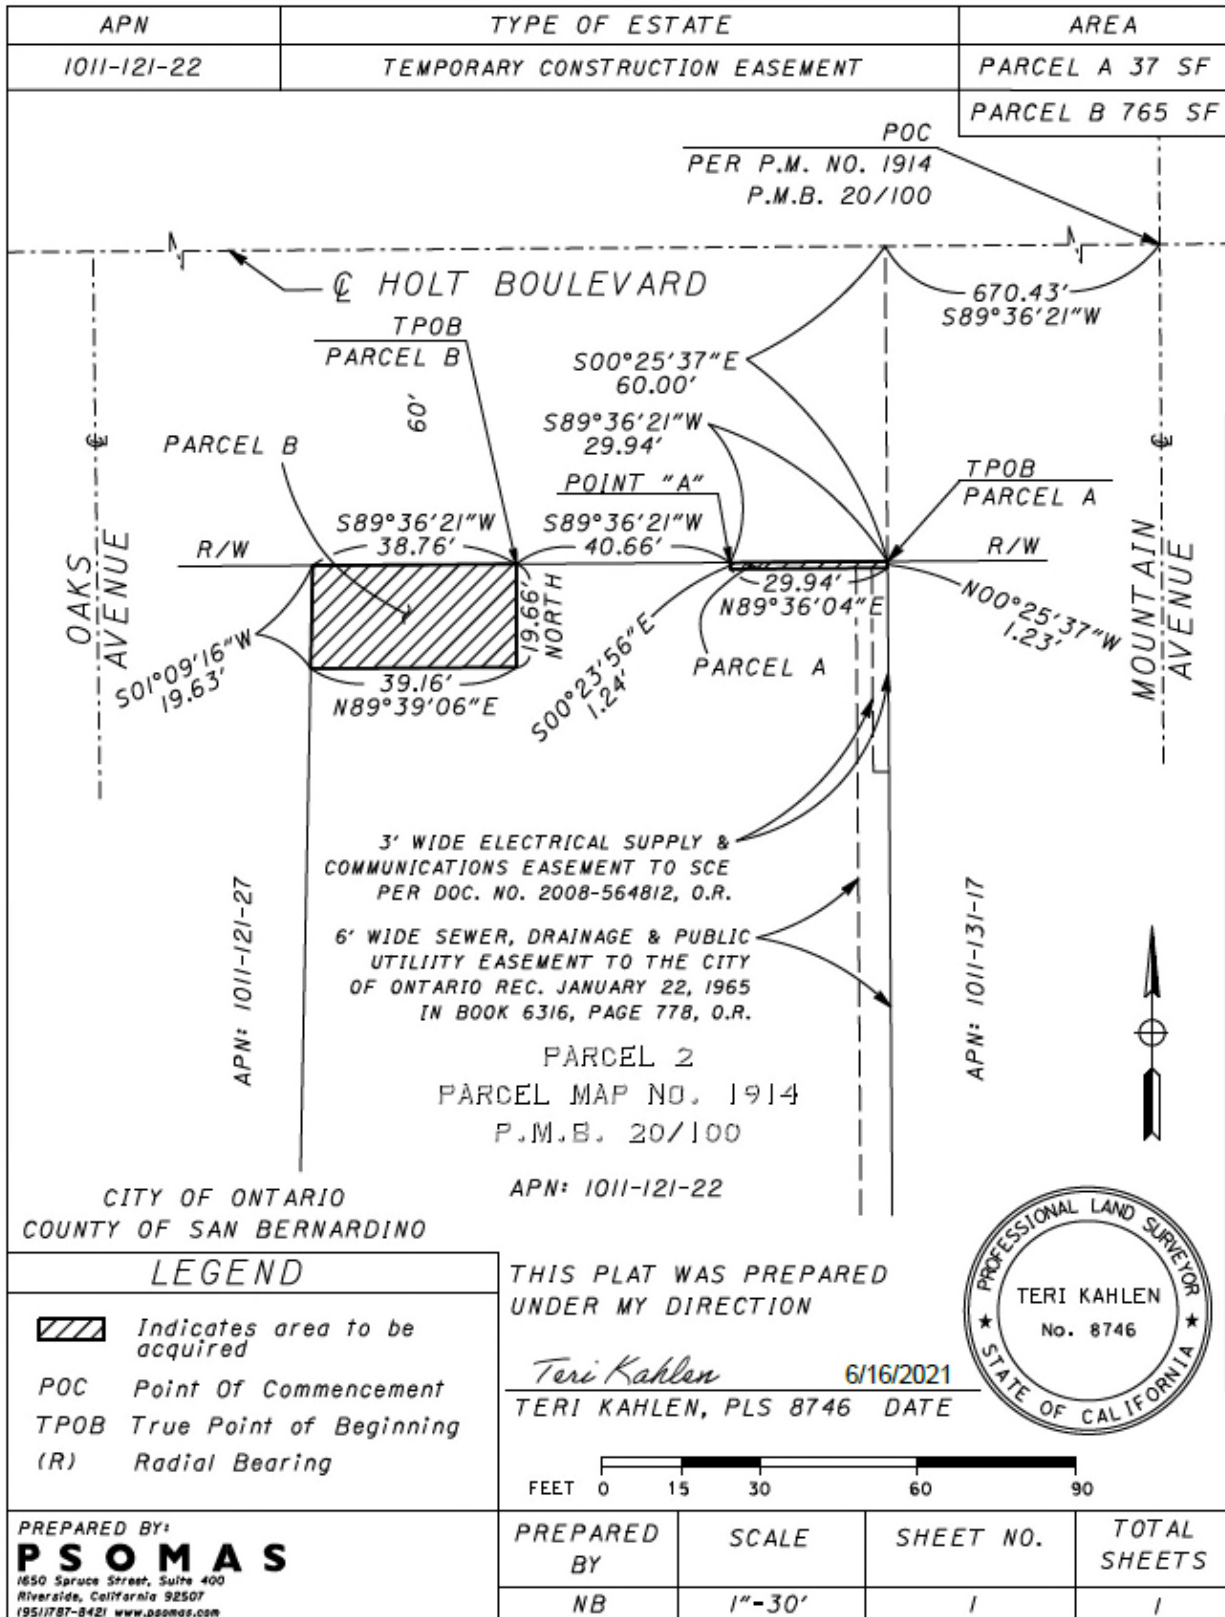 APN TYPE OF ESTATE AREA
1011-121-22 TEMPORARY CONSTRUCTION EASEMENT PARCEL A 37 SF
PARCEL B 765 SF
POC
PER P.M. NO. 1914
P.M.B. 20/100
℄ HOLT BOULEVARD
670.43'
S89°36'21"W
TPOB
PARCEL B
60'
S00°25'37"E
60.00'
S89°36'21"W
29.94'
PARCEL B
POINT "A"
TPOB
PARCEL A
℄
℄
S89°36'21"W
38.76'
S89°36'21"W
40.66'
R/W
R/W
OAKS
AVENUE
MOUNTAIN
AVENUE
19.66'
NORTH
29.94'
N89°36'04"E
N00°25'37"W
1.23'
S01°09'16"W
19.63'
39.16'
N89°39'06"E
S00°23'56"E
1.24'
PARCEL A
3' WIDE ELECTRICAL SUPPLY &
COMMUNICATIONS EASEMENT TO SCE
PER DOC. NO. 2008-564812, O.R.
6' WIDE SEWER, DRAINAGE & PUBLIC
UTILIITY EASEMENT TO THE CITY
OF ONTARIO REC. JANUARY 22, 1965
IN BOOK 6316, PAGE 778, O.R.
APN: 1011-121-27
APN: 1011-131-17
PARCEL 2
PARCEL MAP NO. 1914
P.M.B. 20/100
APN: 1011-121-22
CITY OF ONTARIO
COUNTY OF SAN BERNARDINO
LEGEND
Indicates area to be
acquired
POC Point Of Commencement
TPOB True Point of Beginning
(R) Radial Bearing
THIS PLAT WAS PREPARED
UNDER MY DIRECTION
Teri Kahlen 6/16/2021
TERI KAHLEN, PLS 8746 DATE
PROFESSIONAL LAND SURVEYOR
TERI KAHLEN
No. 8746
★ STATE OF CALIFORNIA ★
FEET 0 15 30 60 90
PREPARED BY:
PSOMAS
1650 Spruce Street, Suite 400
Riverside, California 92507
(951)787-8421 www.psomas.com
PREPARED
BY
SCALE
SHEET NO.
TOTAL
SHEETS
NB 1"-30' 1 1